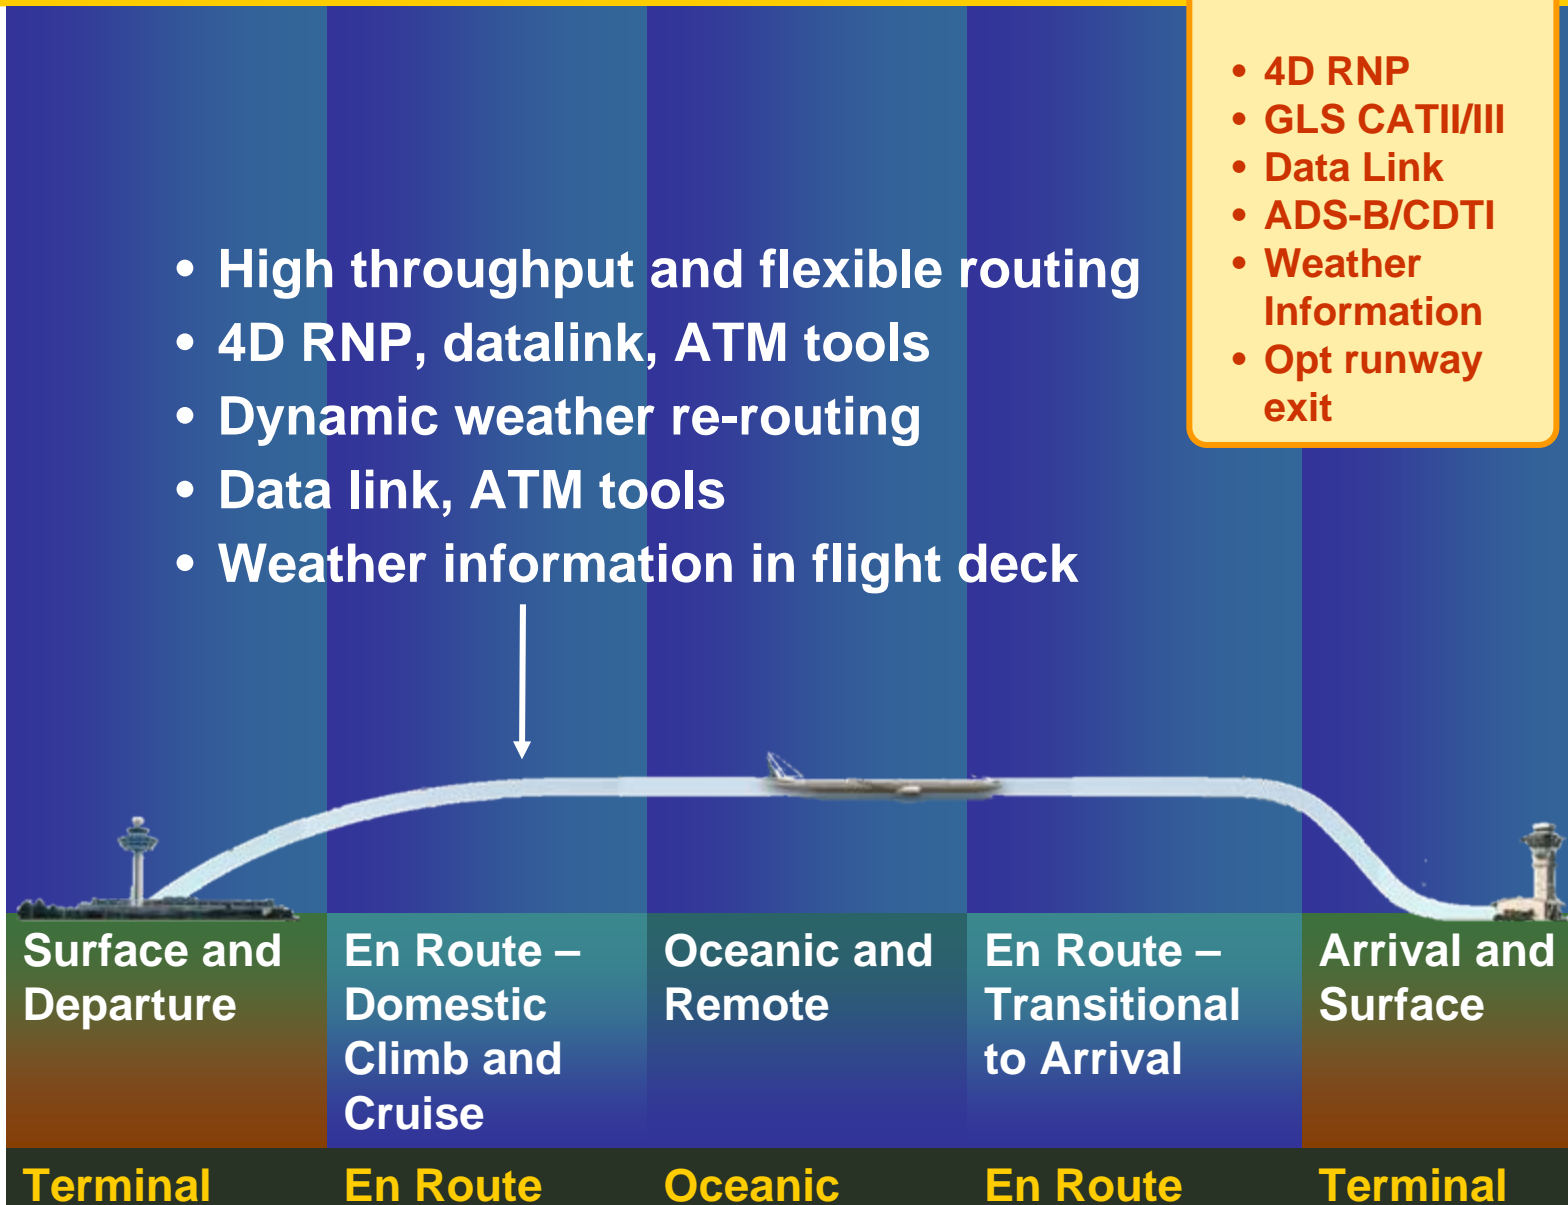 • 4D RNP
• GLS CATII/III
• Data Link
• ADS-B/CDTI
• Weather
Information
• Opt runway
exit
• High throughput and flexible routing
• 4D RNP, datalink, ATM tools
• Dynamic weather re-routing
• Data link, ATM tools
• Weather information in flight deck
Surface and
Departure
En Route –
Domestic
Climb and
Cruise
Oceanic and
Remote
En Route –
Transitional
to Arrival
Arrival and
Surface
Terminal
En Route
Oceanic
En Route
Terminal